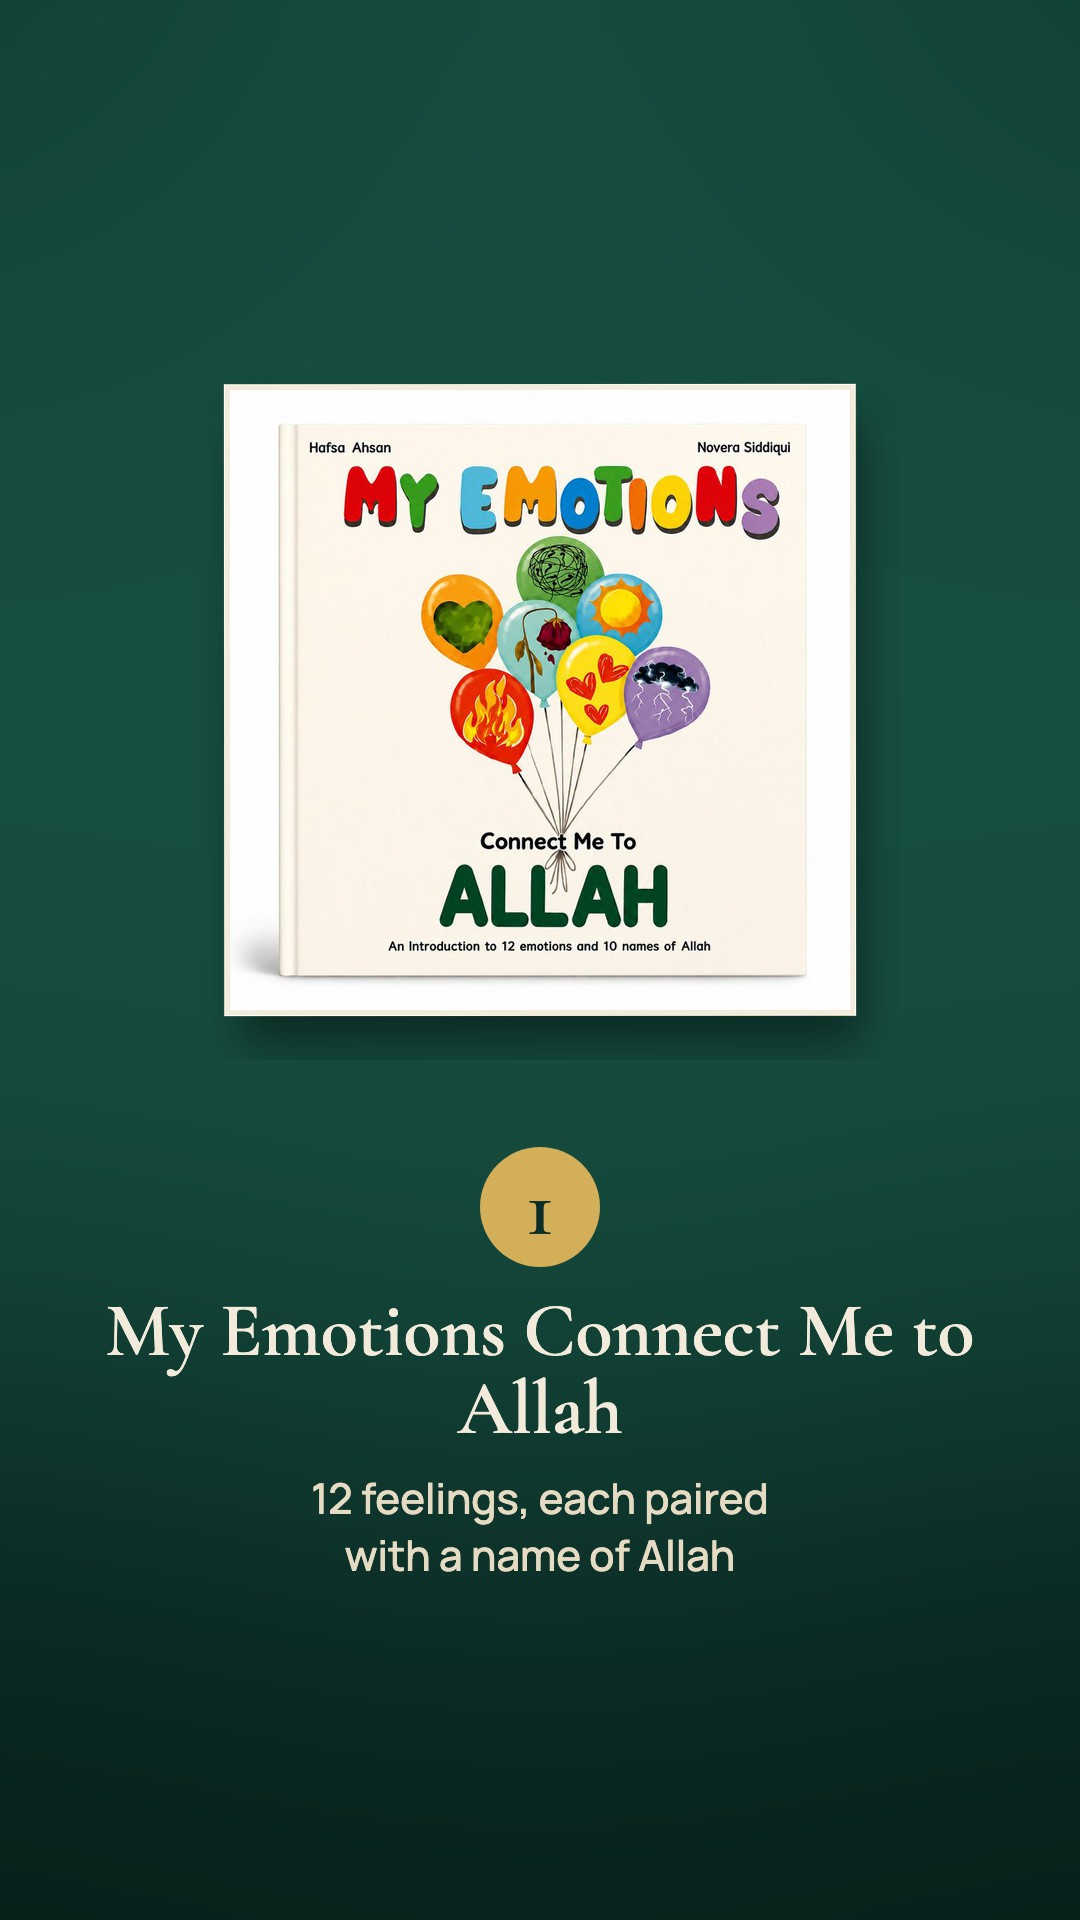 Hafsa Ahsan
Novera Siddiqui
MY EMOTIONS
Connect Me To
ALLAH
An Introduction to 12 emotions and 10 names of Allah
1
My Emotions Connect Me to
Allah
12 feelings, each paired
with a name of Allah